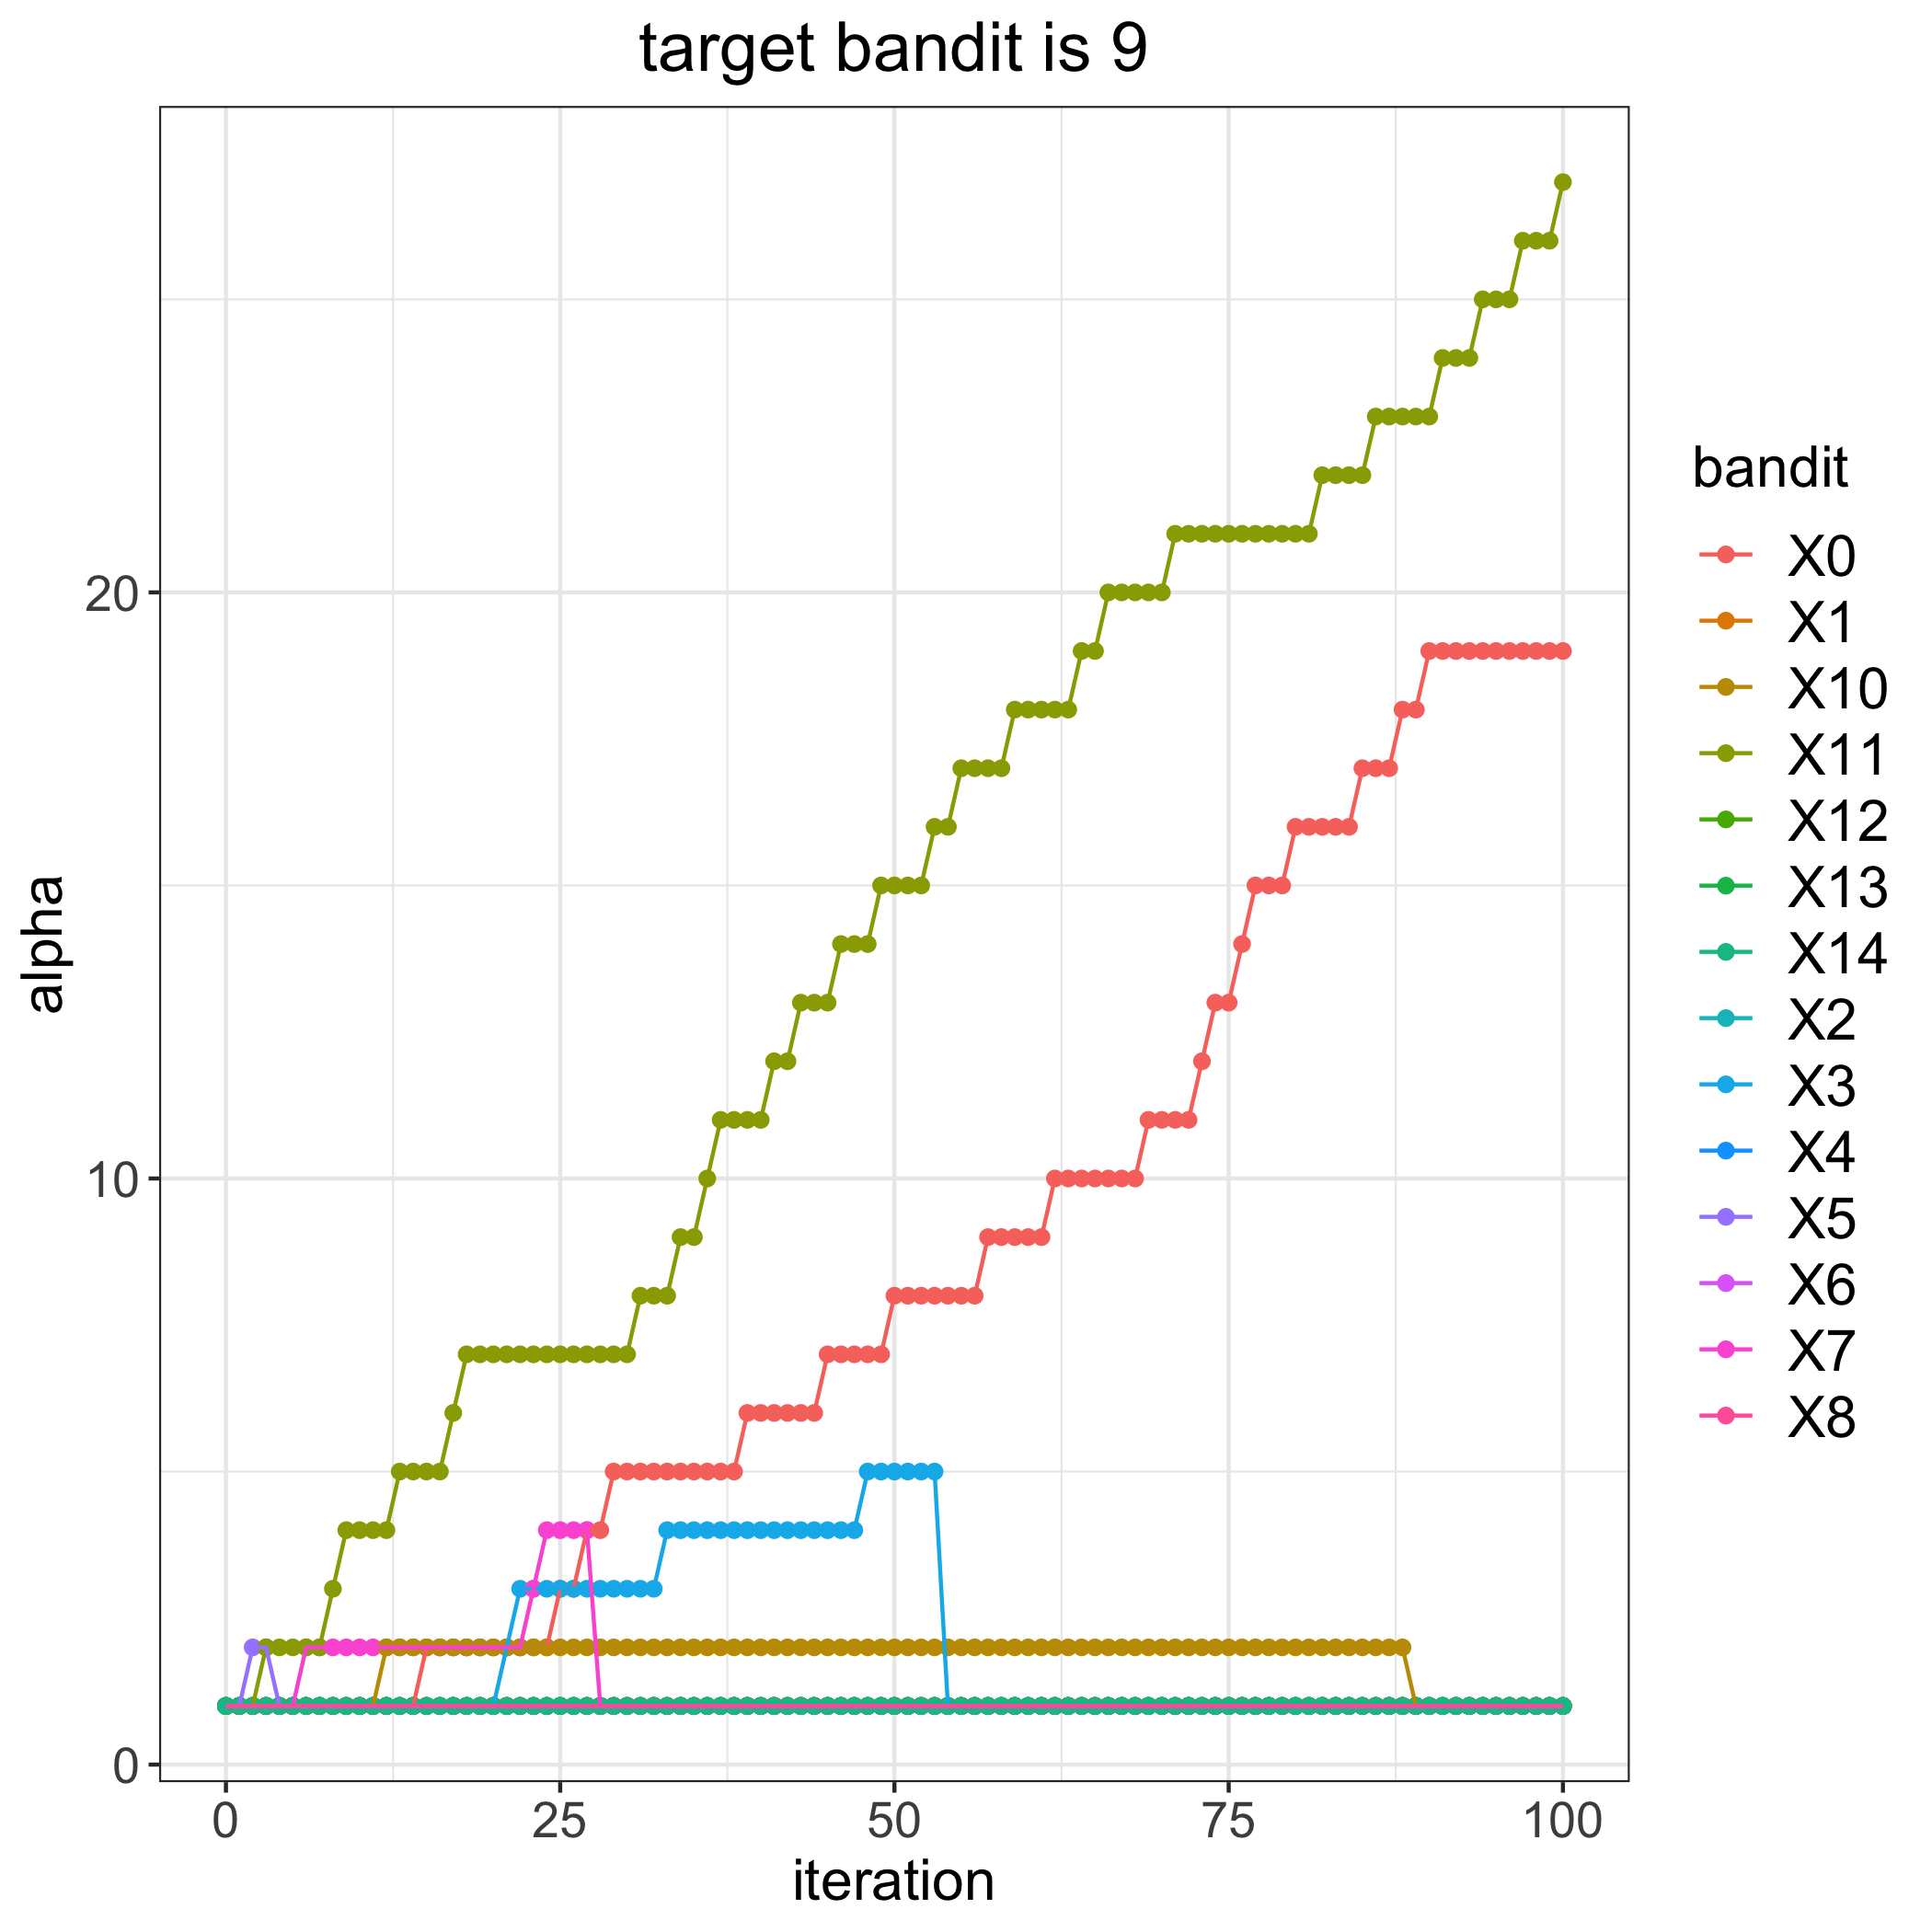 target bandit is 9
alpha
20
10
0
0 25 50 75 100
iteration
bandit
X0
X1
X10
X11
X12
X13
X14
X2
X3
X4
X5
X6
X7
X8